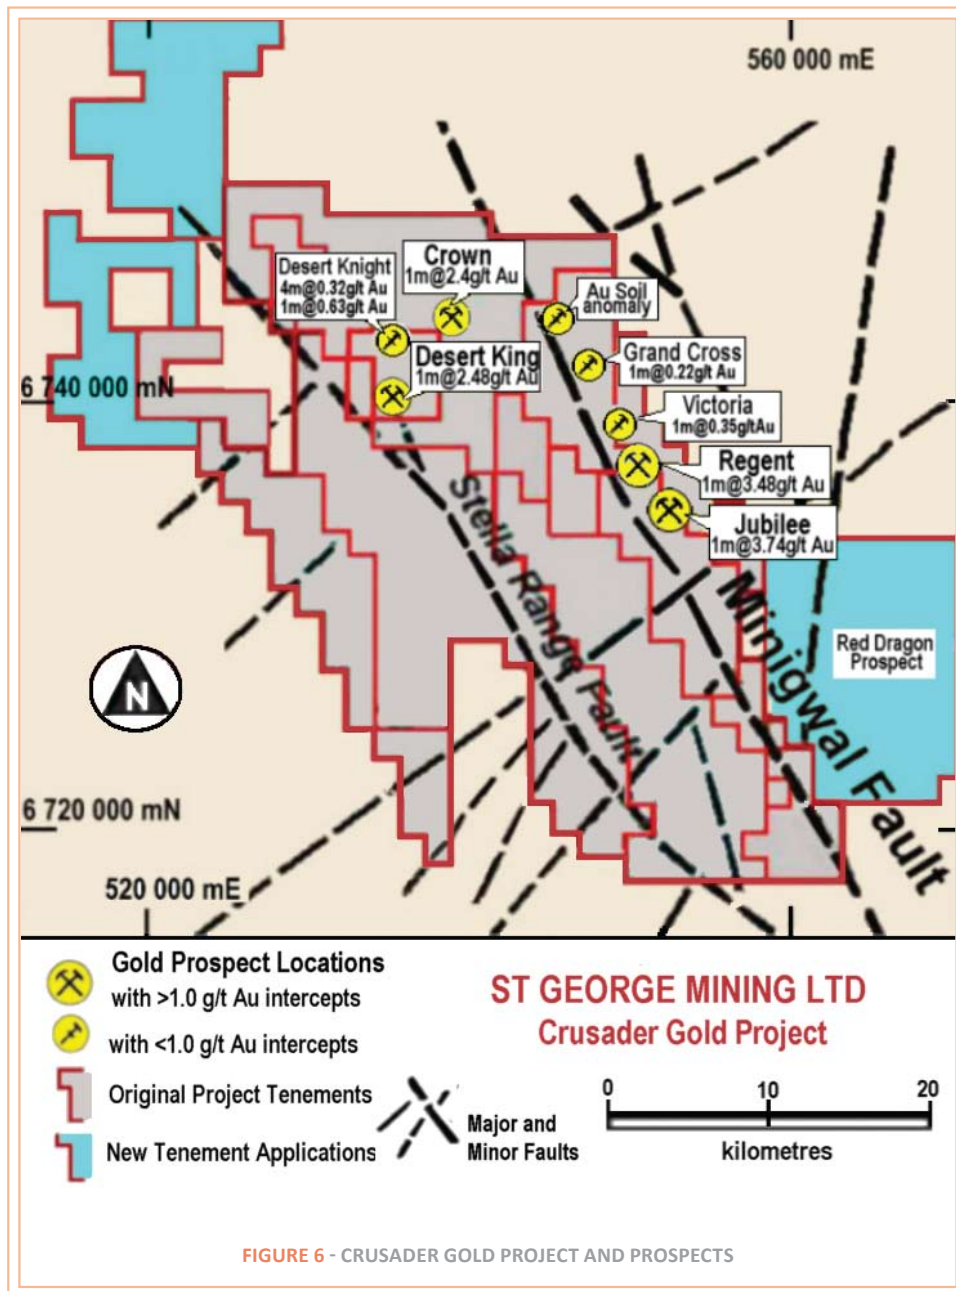 560 000 mE
Desert Knight
4m@0.32g/t Au
1m@0.63g/t Au
Crown
1m@2.4g/t Au
Au Soil
anomaly
Desert King
1m@2.48g/t Au
Grand Cross
1m@0.22g/t Au
6 740 000 mN
Victoria
1m@0.35g/tAu
Regent
1m@3.48g/t Au
Jubilee
1m@3.74g/t Au
Stella Range Fault
Minigwal Fault
Red Dragon
Prospect
N
6 720 000 mN
520 000 mE
Gold Prospect Locations
with >1.0 g/t Au intercepts
with <1.0 g/t Au intercepts
Original Project Tenements
New Tenement Applications
Major and
Minor Faults
ST GEORGE MINING LTD
Crusader Gold Project
0 10 20
kilometres
FIGURE 6 - CRUSADER GOLD PROJECT AND PROSPECTS